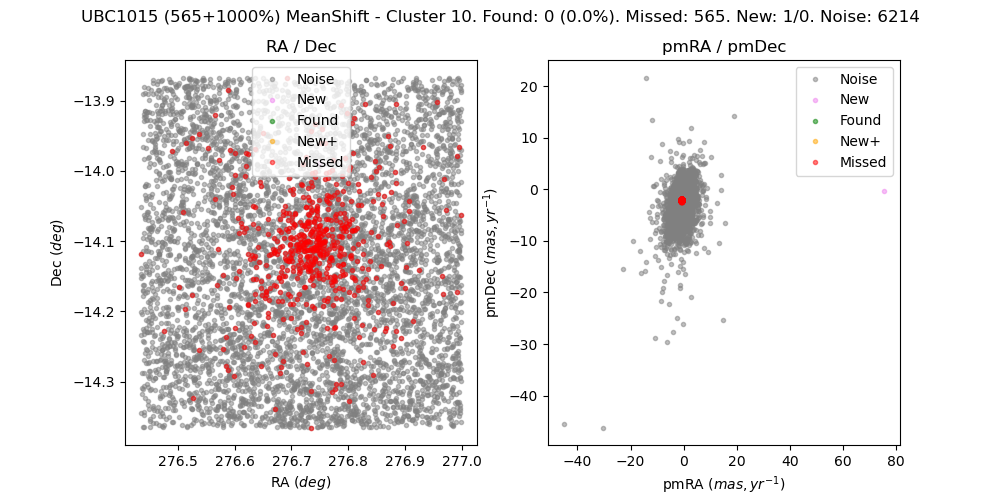 UBC1015 (565+1000%) MeanShift - Cluster 10. Found: 0 (0.0%). Missed: 565. New: 1/0. Noise: 6214
RA / Dec
Noise
New
Found
New+
Missed
−13.9
−14.0
−14.1
−14.2
−14.3
Dec (deg)
276.5 276.6 276.7 276.8 276.9 277.0
RA (deg)
pmRA / pmDec
Noise
New
Found
New+
Missed
20
10
0
−10
−20
−30
−40
pmDec (mas, yr⁻¹)
−40 −20 0 20 40 60 80
pmRA (mas, yr⁻¹)